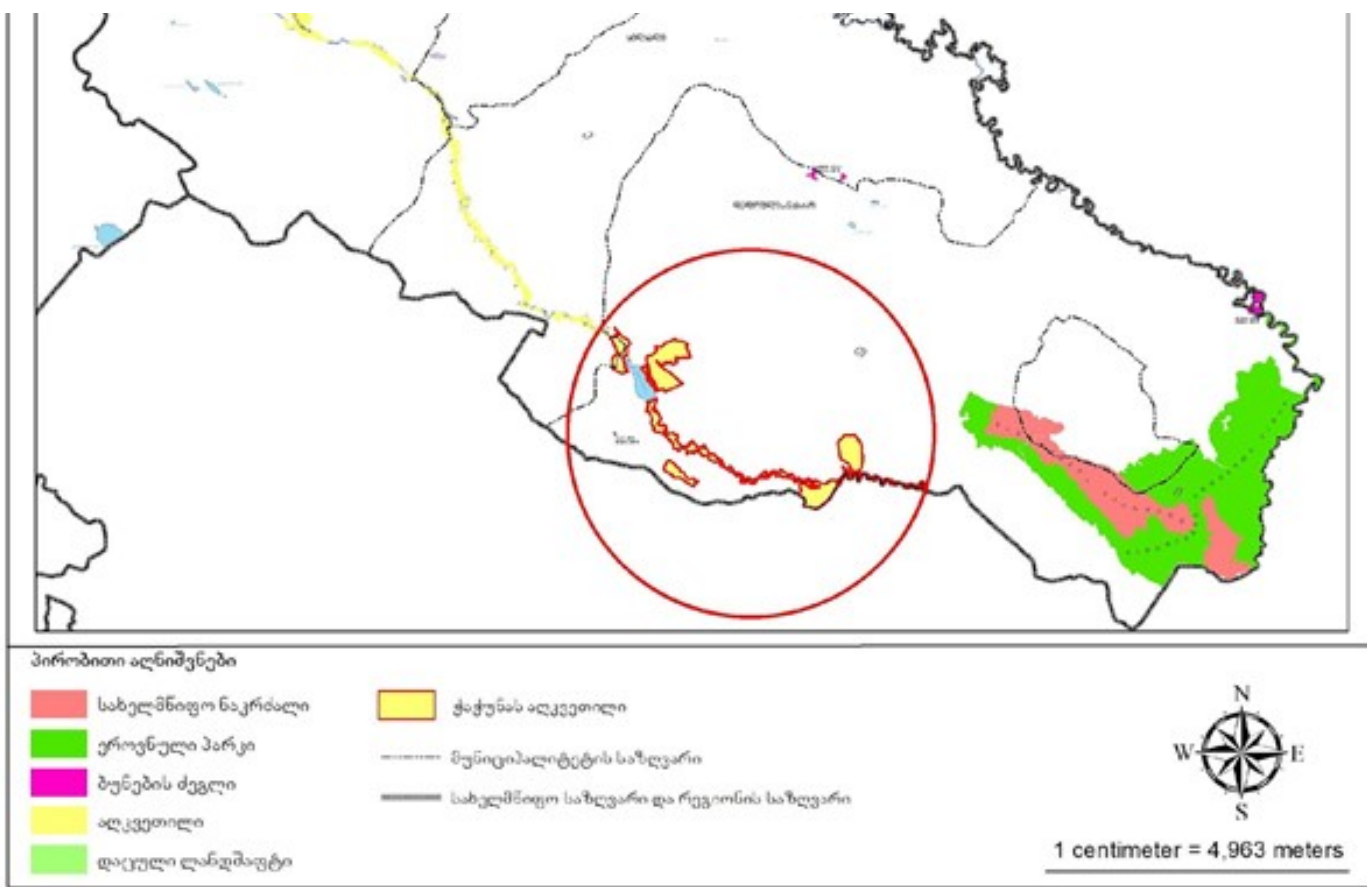 პირობითი აღნიშვნები
სახელმწიფო ნაკრძალი
ეროვნული პარკი
ბუნების ძეგლი
აღკვეთილი
დაცული ლანდშაფტი
ჭაჭუნას აღკვეთილი
მუნიციპალიტეტის საზღვარი
სახელმწიფო საზღვარი და რეგიონის საზღვარი
N
W E
S
1 centimeter = 4,963 meters